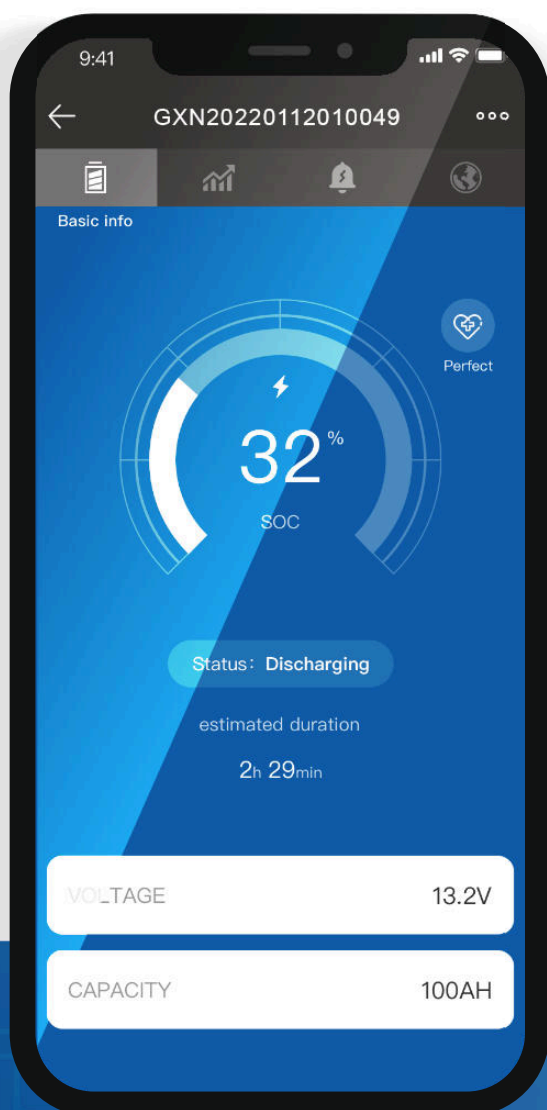 9:41
GXN20220112010049
Basic info
Perfect
32%
SOC
Status: Discharging
estimated duration
2h 29min
VOLTAGE 13.2V
CAPACITY 100AH